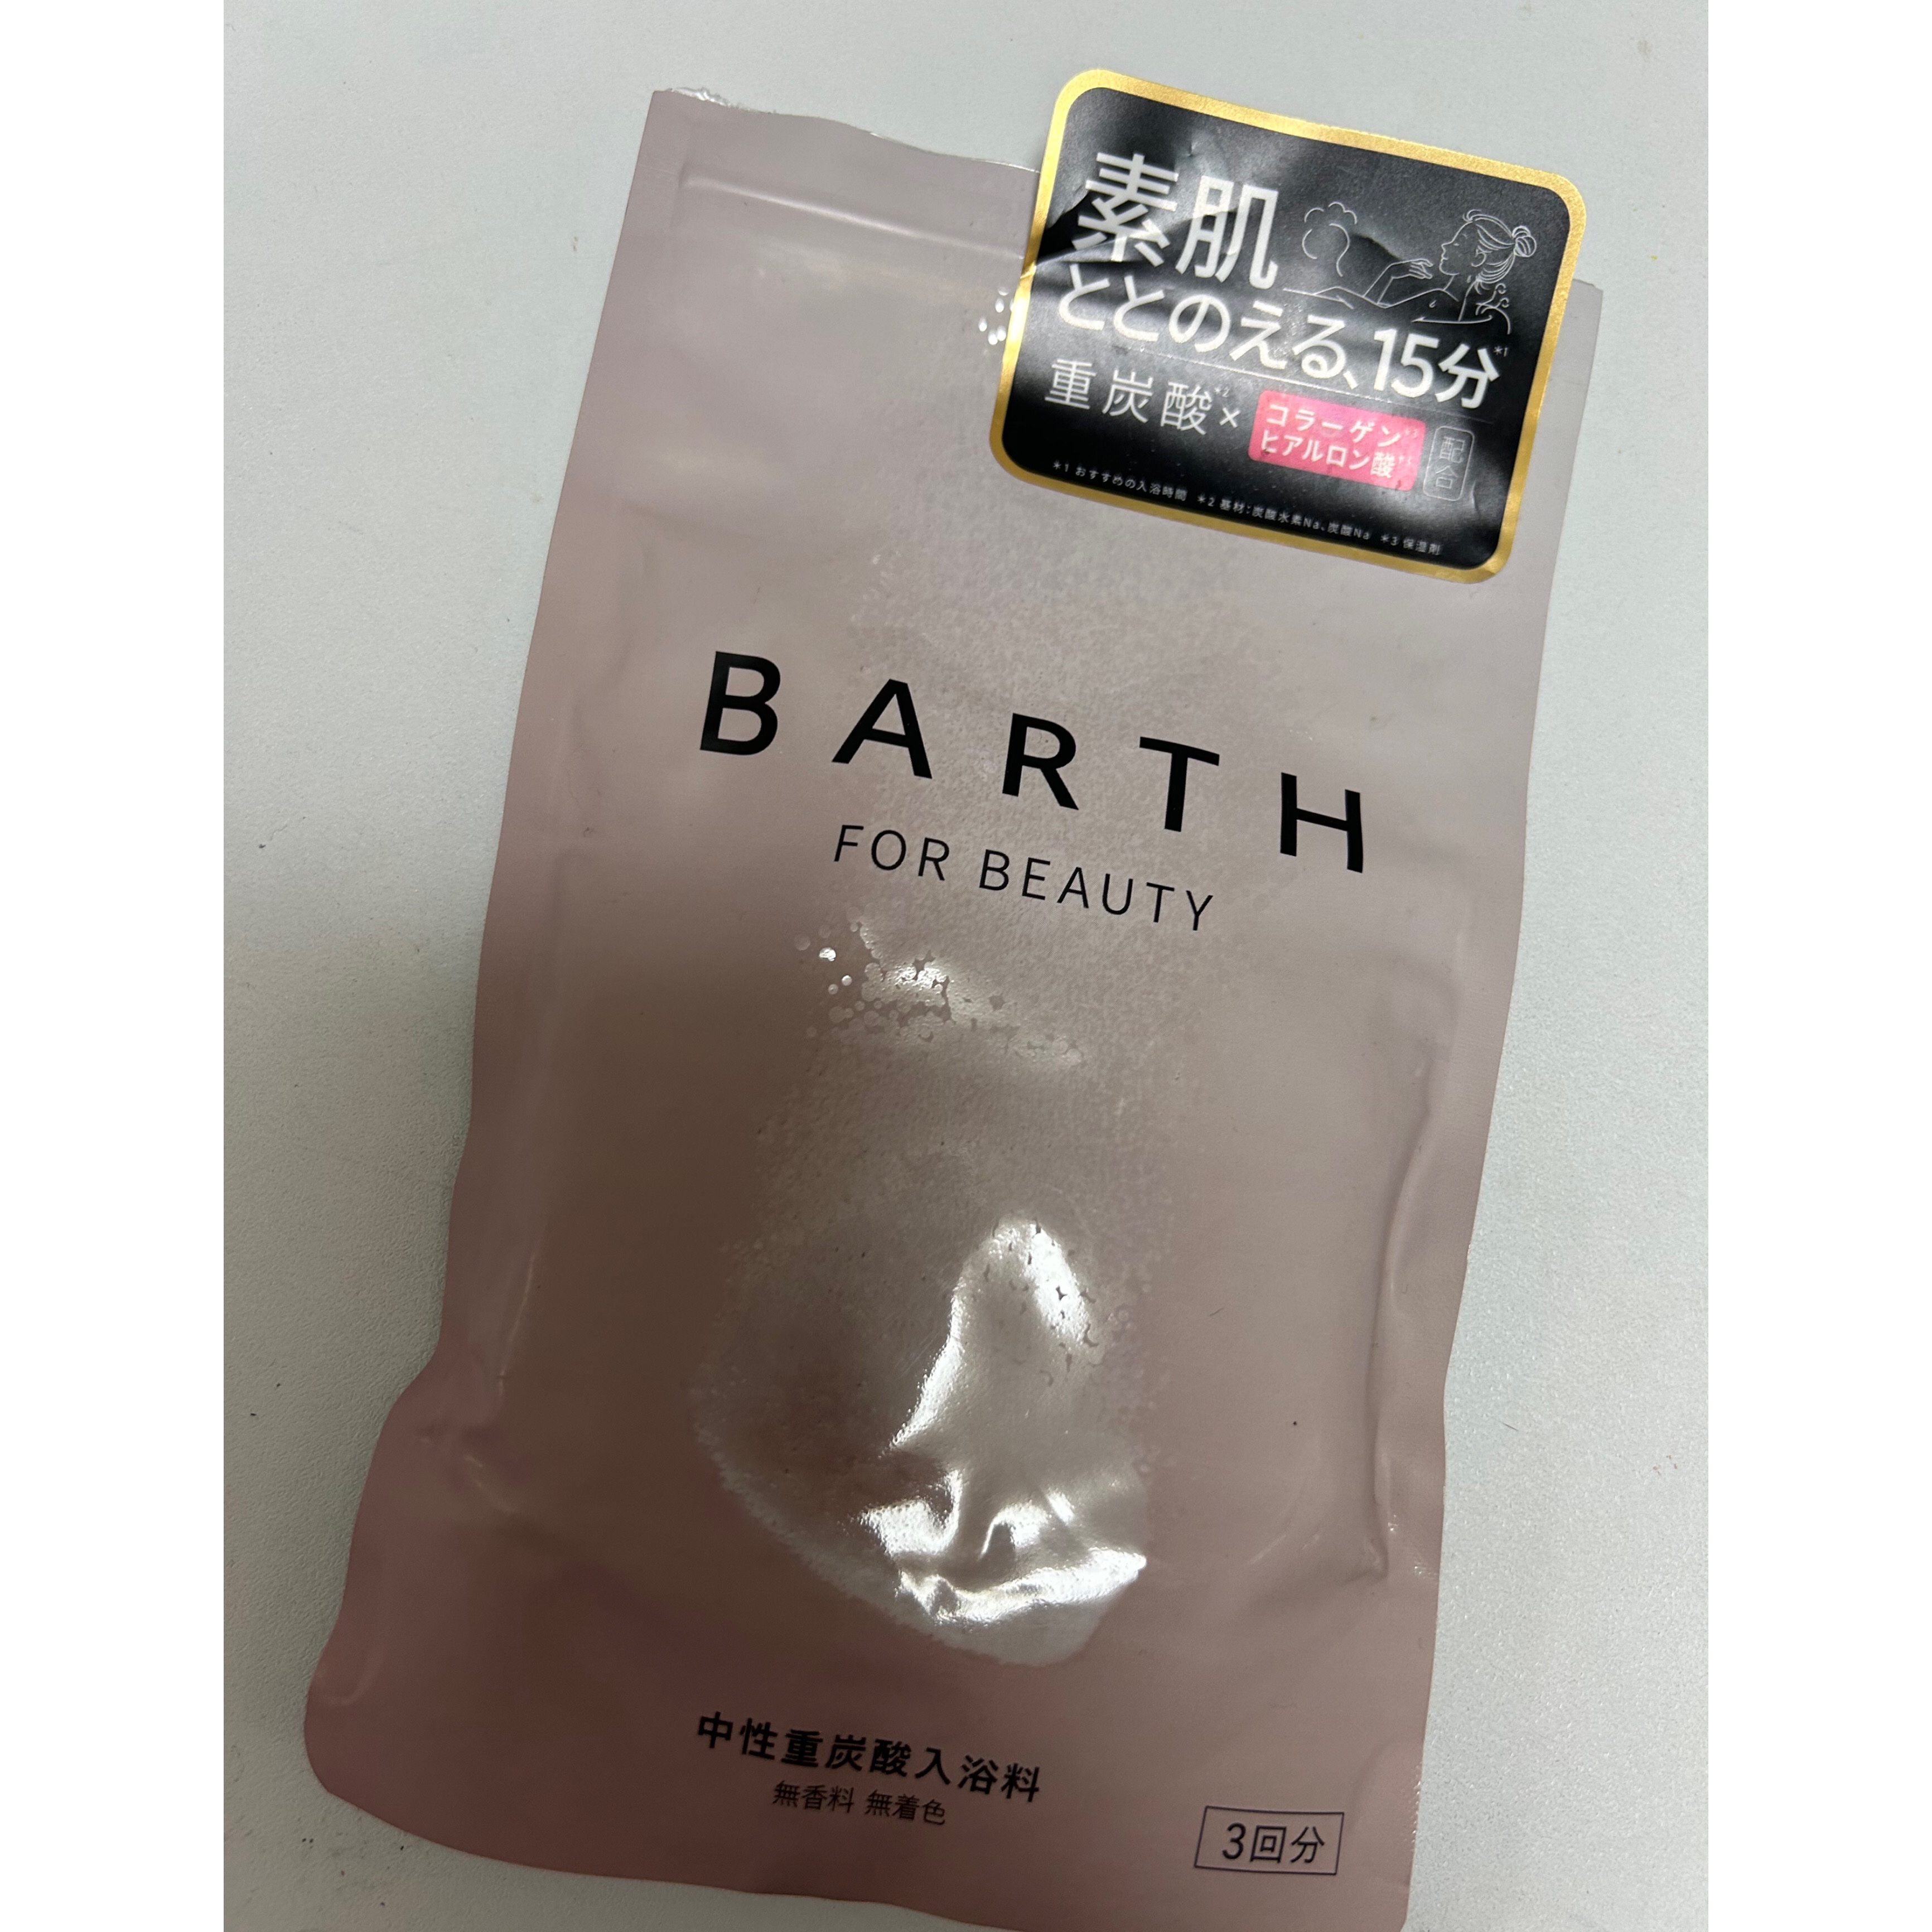 素肌
ととのえる、15分*1
重炭酸*2×
コラーゲン*3
ヒアルロン酸*3
配合
*1 おすすめの入浴時間 *2 基材:炭酸水素Na、炭酸Na *3 保湿剤
BARTH
FOR BEAUTY
中性重炭酸入浴料
無香料 無着色
3回分